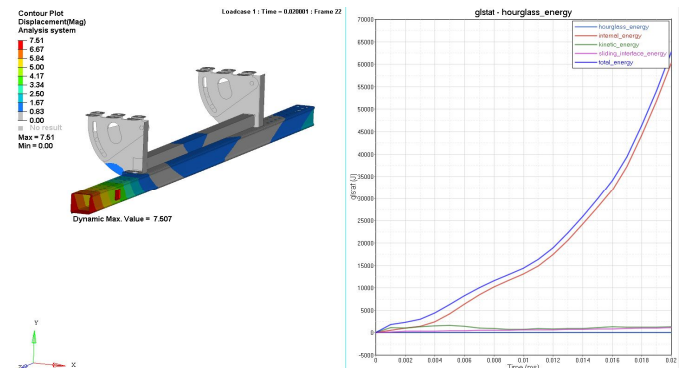 Contour Plot
Displacement(Mag)
Analysis system
7.51
6.67
5.84
5.00
4.17
3.34
2.50
1.67
0.83
0.00
No result
Max = 7.51
Min = 0.00
Loadcase 1 : Time = 0.020001 : Frame 22
Dynamic Max. Value = 7.507
Y
X
Z
glstat - hourglass_energy
hourglass_energy
internal_energy
kinetic_energy
sliding_interface_energy
total_energy
glstat (J)
70000
65000
60000
55000
50000
45000
40000
35000
30000
25000
20000
15000
10000
5000
0
-5000
0 0.002 0.004 0.006 0.008 0.01 0.012 0.014 0.016 0.018 0.02
Time (ms)